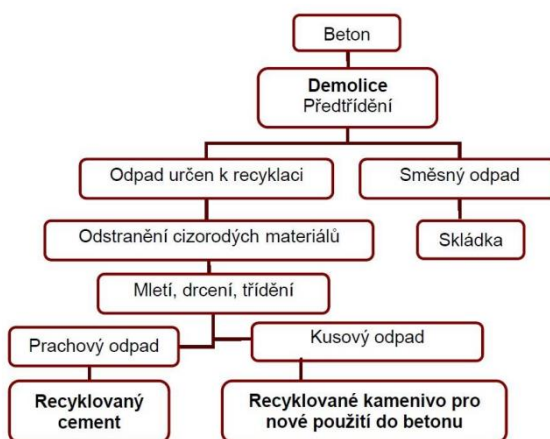 Beton
Demolice
Předtřídění
Odpad určen k recyklaci
Směsný odpad
Odstranění cizorodých materiálů
Skládka
Mletí, drcení, třídění
Prachový odpad
Kusový odpad
Recyklovaný
cement
Recyklované kamenivo pro
nové použití do betonu